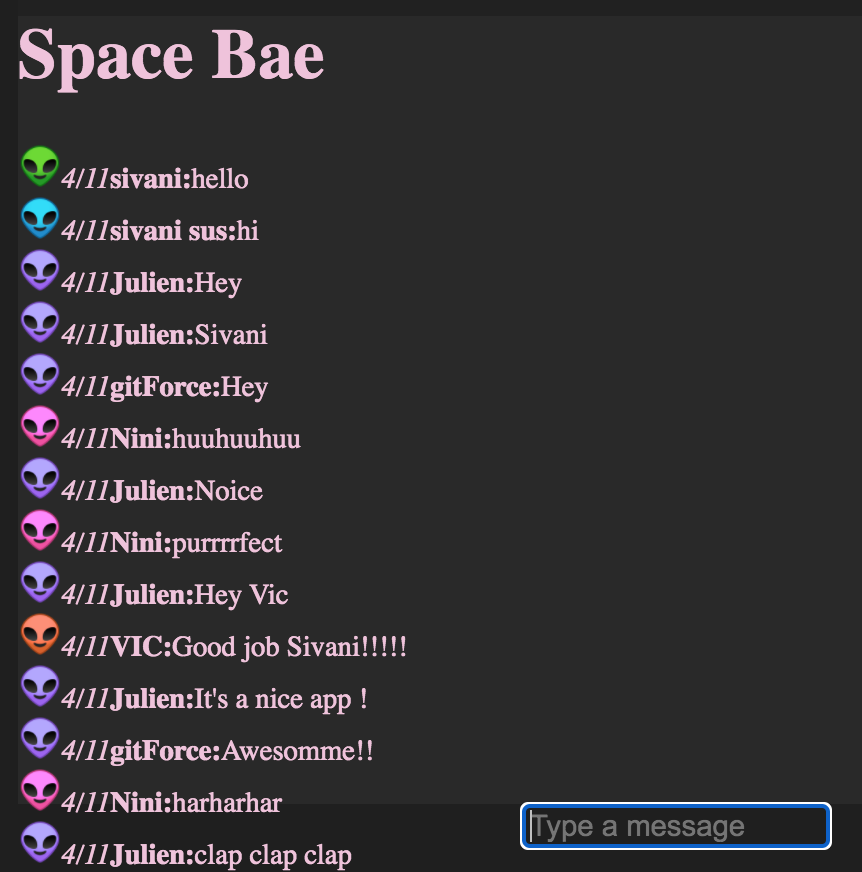 Space Bae
4/11sivani:hello
4/11sivani sus:hi
4/11Julien:Hey
4/11Julien:Sivani
4/11gitForce:Hey
4/11Nini:huuhuuhuu
4/11Julien:Noice
4/11Nini:purrrrfect
4/11Julien:Hey Vic
4/11VIC:Good job Sivani!!!!!
4/11Julien:It's a nice app !
4/11gitForce:Awesomme!!
4/11Nini:harharhar
Type a message
4/11Julien:clap clap clap